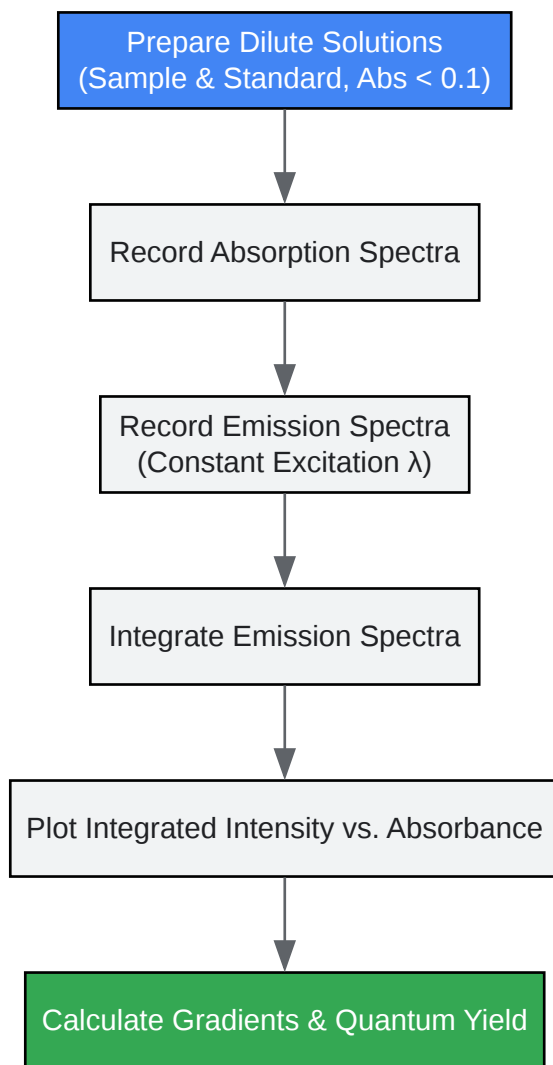 Prepare Dilute Solutions
(Sample & Standard, Abs < 0.1)
Record Absorption Spectra
Record Emission Spectra
(Constant Excitation λ)
Integrate Emission Spectra
Plot Integrated Intensity vs. Absorbance
Calculate Gradients & Quantum Yield